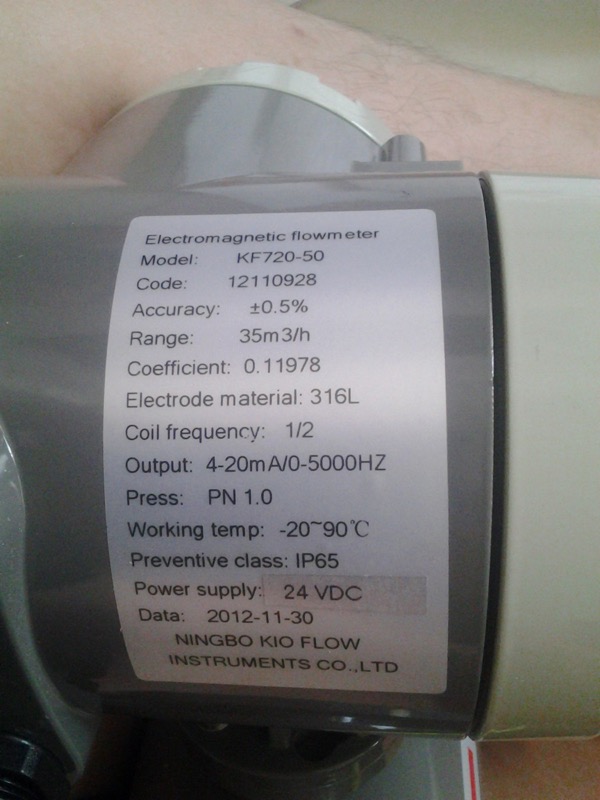 Electromagnetic flowmeter
Model: KF720-50
Code: 12110928
Accuracy: ±0.5%
Range: 35m3/h
Coefficient: 0.11978
Electrode material: 316L
Coil frequency: 1/2
Output: 4-20mA/0-5000HZ
Press: PN 1.0
Working temp: -20~90℃
Preventive class: IP65
Power supply: 24 VDC
Data: 2012-11-30
NINGBO KIO FLOW
INSTRUMENTS CO.,LTD